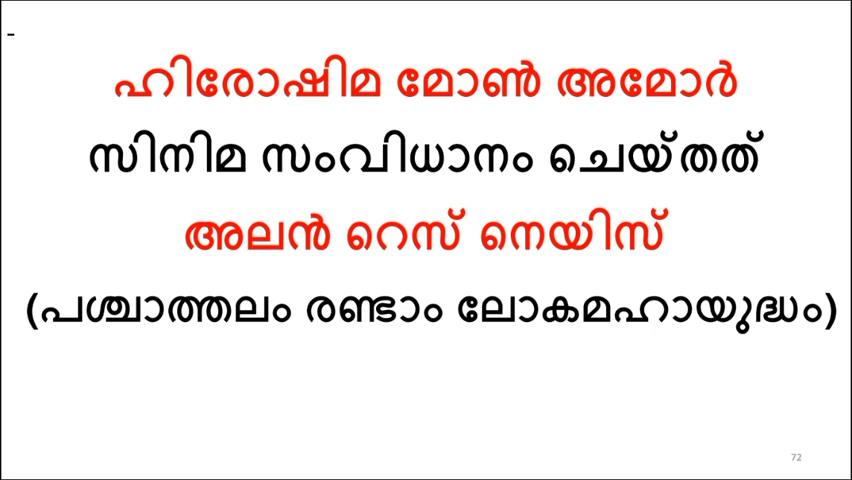 -
ഹിരോഷിമ മോൺ അമോർ
സിനിമ സംവിധാനം ചെയ്തത്
അലൻ റെസ് നെയിസ്
(പശ്ചാത്തലം രണ്ടാം ലോകമഹായുദ്ധം)
72